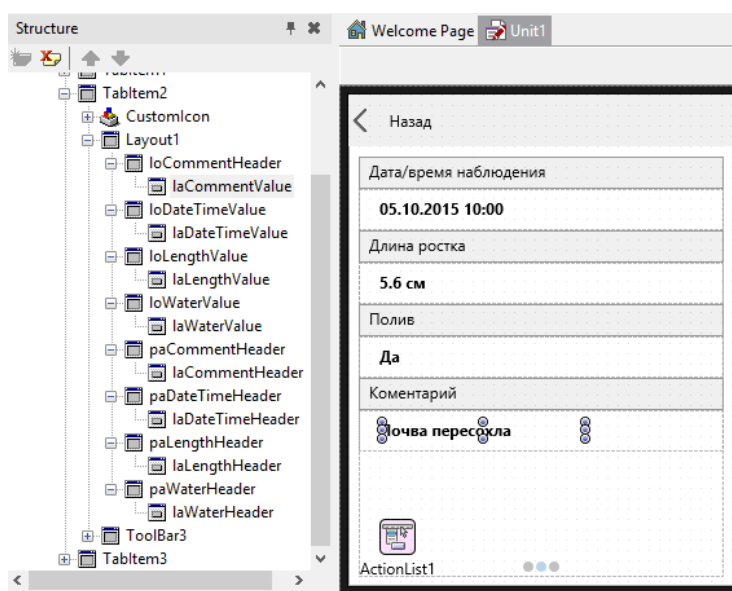 Structure
TabItem1
TabItem2
CustomIcon
Layout1
loCommentHeader
laCommentValue
loDateTimeValue
laDateTimeValue
loLengthValue
laLengthValue
loWaterValue
laWaterValue
paCommentHeader
laCommentHeader
paDateTimeHeader
laDateTimeHeader
paLengthHeader
laLengthHeader
paWaterHeader
laWaterHeader
ToolBar3
TabItem3
Welcome Page
Unit1
Назад
Дата/время наблюдения
05.10.2015 10:00
Длина ростка
5.6 см
Полив
Да
Коментарий
Почва пересохла
ActionList1